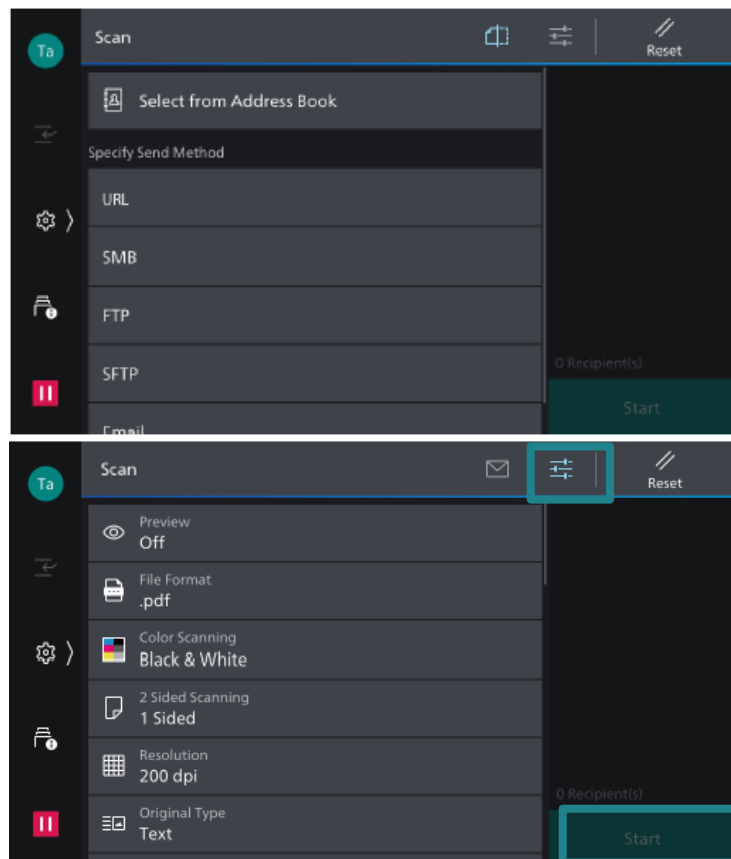 Ta
Scan
Reset
Select from Address Book
Specify Send Method
URL
SMB
FTP
SFTP
Email
0 Recipient(s)
Start
Ta
Scan
Reset
Preview
Off
File Format
.pdf
Color Scanning
Black & White
2 Sided Scanning
1 Sided
Resolution
200 dpi
Original Type
Text
0 Recipient(s)
Start